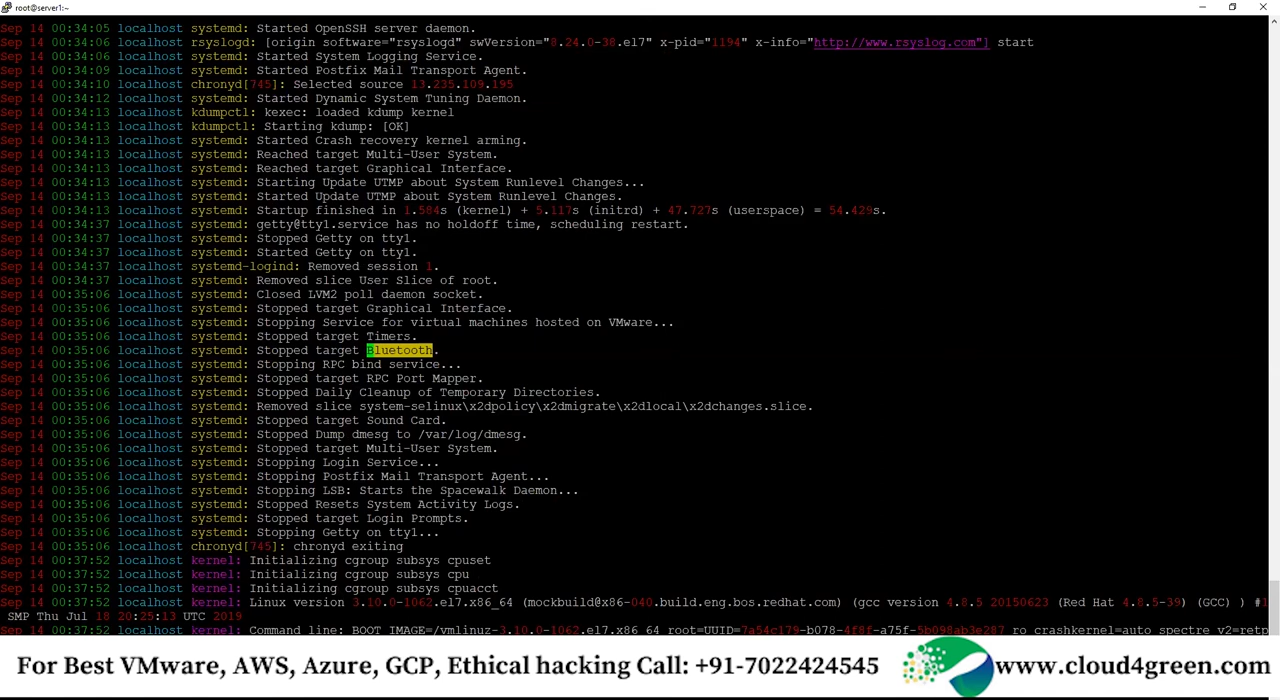 root@server1:~
Sep 14 00:34:05 localhost systemd: Started OpenSSH server daemon.
Sep 14 00:34:06 localhost rsyslogd: [origin software="rsyslogd" swVersion="8.24.0-38.el7" x-pid="1194" x-info="http://www.rsyslog.com"] start
Sep 14 00:34:06 localhost systemd: Started System Logging Service.
Sep 14 00:34:09 localhost systemd: Started Postfix Mail Transport Agent.
Sep 14 00:34:10 localhost chronyd[745]: Selected source 13.235.109.195
Sep 14 00:34:12 localhost systemd: Started Dynamic System Tuning Daemon.
Sep 14 00:34:13 localhost kdumpctl: kexec: loaded kdump kernel
Sep 14 00:34:13 localhost kdumpctl: Starting kdump: [OK]
Sep 14 00:34:13 localhost systemd: Started Crash recovery kernel arming.
Sep 14 00:34:13 localhost systemd: Reached target Multi-User System.
Sep 14 00:34:13 localhost systemd: Reached target Graphical Interface.
Sep 14 00:34:13 localhost systemd: Starting Update UTMP about System Runlevel Changes...
Sep 14 00:34:13 localhost systemd: Started Update UTMP about System Runlevel Changes.
Sep 14 00:34:13 localhost systemd: Startup finished in 1.584s (kernel) + 5.117s (initrd) + 47.727s (userspace) = 54.429s.
Sep 14 00:34:37 localhost systemd: getty@tty1.service has no holdoff time, scheduling restart.
Sep 14 00:34:37 localhost systemd: Stopped Getty on tty1.
Sep 14 00:34:37 localhost systemd: Started Getty on tty1.
Sep 14 00:34:37 localhost systemd-logind: Removed session 1.
Sep 14 00:34:37 localhost systemd: Removed slice User Slice of root.
Sep 14 00:35:06 localhost systemd: Closed LVM2 poll daemon socket.
Sep 14 00:35:06 localhost systemd: Stopped target Graphical Interface.
Sep 14 00:35:06 localhost systemd: Stopping Service for virtual machines hosted on VMware...
Sep 14 00:35:06 localhost systemd: Stopped target Timers.
Sep 14 00:35:06 localhost systemd: Stopped target Bluetooth.
Sep 14 00:35:06 localhost systemd: Stopping RPC bind service...
Sep 14 00:35:06 localhost systemd: Stopped target RPC Port Mapper.
Sep 14 00:35:06 localhost systemd: Stopped Daily Cleanup of Temporary Directories.
Sep 14 00:35:06 localhost systemd: Removed slice system-selinux\x2dpolicy\x2dmigrate\x2dlocal\x2dchanges.slice.
Sep 14 00:35:06 localhost systemd: Stopped target Sound Card.
Sep 14 00:35:06 localhost systemd: Stopped Dump dmesg to /var/log/dmesg.
Sep 14 00:35:06 localhost systemd: Stopped target Multi-User System.
Sep 14 00:35:06 localhost systemd: Stopping Login Service...
Sep 14 00:35:06 localhost systemd: Stopping Postfix Mail Transport Agent...
Sep 14 00:35:06 localhost systemd: Stopping LSB: Starts the Spacewalk Daemon...
Sep 14 00:35:06 localhost systemd: Stopped Resets System Activity Logs.
Sep 14 00:35:06 localhost systemd: Stopped target Login Prompts.
Sep 14 00:35:06 localhost systemd: Stopping Getty on tty1...
Sep 14 00:35:06 localhost chronyd[745]: chronyd exiting
Sep 14 00:37:52 localhost kernel: Initializing cgroup subsys cpuset
Sep 14 00:37:52 localhost kernel: Initializing cgroup subsys cpu
Sep 14 00:37:52 localhost kernel: Initializing cgroup subsys cpuacct
Sep 14 00:37:52 localhost kernel: Linux version 3.10.0-1062.el7.x86_64 (mockbuild@x86-040.build.eng.bos.redhat.com) (gcc version 4.8.5 20150623 (Red Hat 4.8.5-39) (GCC) ) #1
SMP Thu Jul 18 20:25:13 UTC 2019
Sep 14 00:37:52 localhost kernel: Command line: BOOT_IMAGE=/vmlinuz-3.10.0-1062.el7.x86_64 root=UUID=7a54c179-b078-4f8f-a75f-5b098ab3e287 ro crashkernel=auto spectre_v2=retp
For Best VMware, AWS, Azure, GCP, Ethical hacking Call: +91-7022424545 www.cloud4green.com